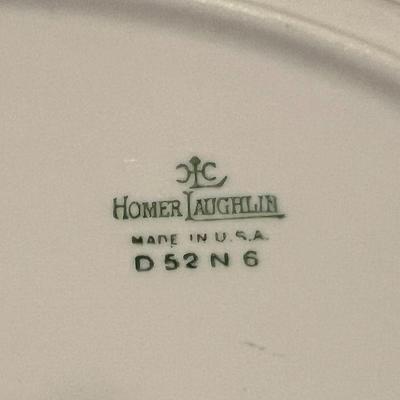 HOMER LAUGHLIN
MADE IN U.S.A.
D 52 N 6